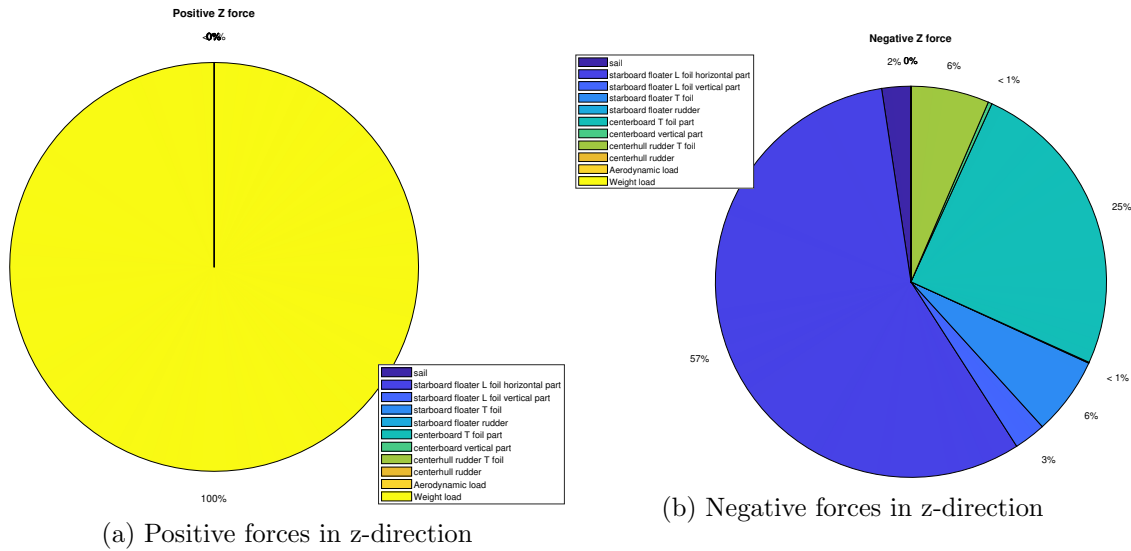 Positive Z force
0%
100%
sail
starboard floater L foil horizontal part
starboard floater L foil vertical part
starboard floater T foil
starboard floater rudder
centerboard T foil part
centerboard vertical part
centerhull rudder T foil
centerhull rudder
Aerodynamic load
Weight load
(a) Positive forces in z-direction
Negative Z force
2% 0% 6%
< 1%
25%
< 1%
6%
3%
57%
sail
starboard floater L foil horizontal part
starboard floater L foil vertical part
starboard floater T foil
starboard floater rudder
centerboard T foil part
centerboard vertical part
centerhull rudder T foil
centerhull rudder
Aerodynamic load
Weight load
(b) Negative forces in z-direction